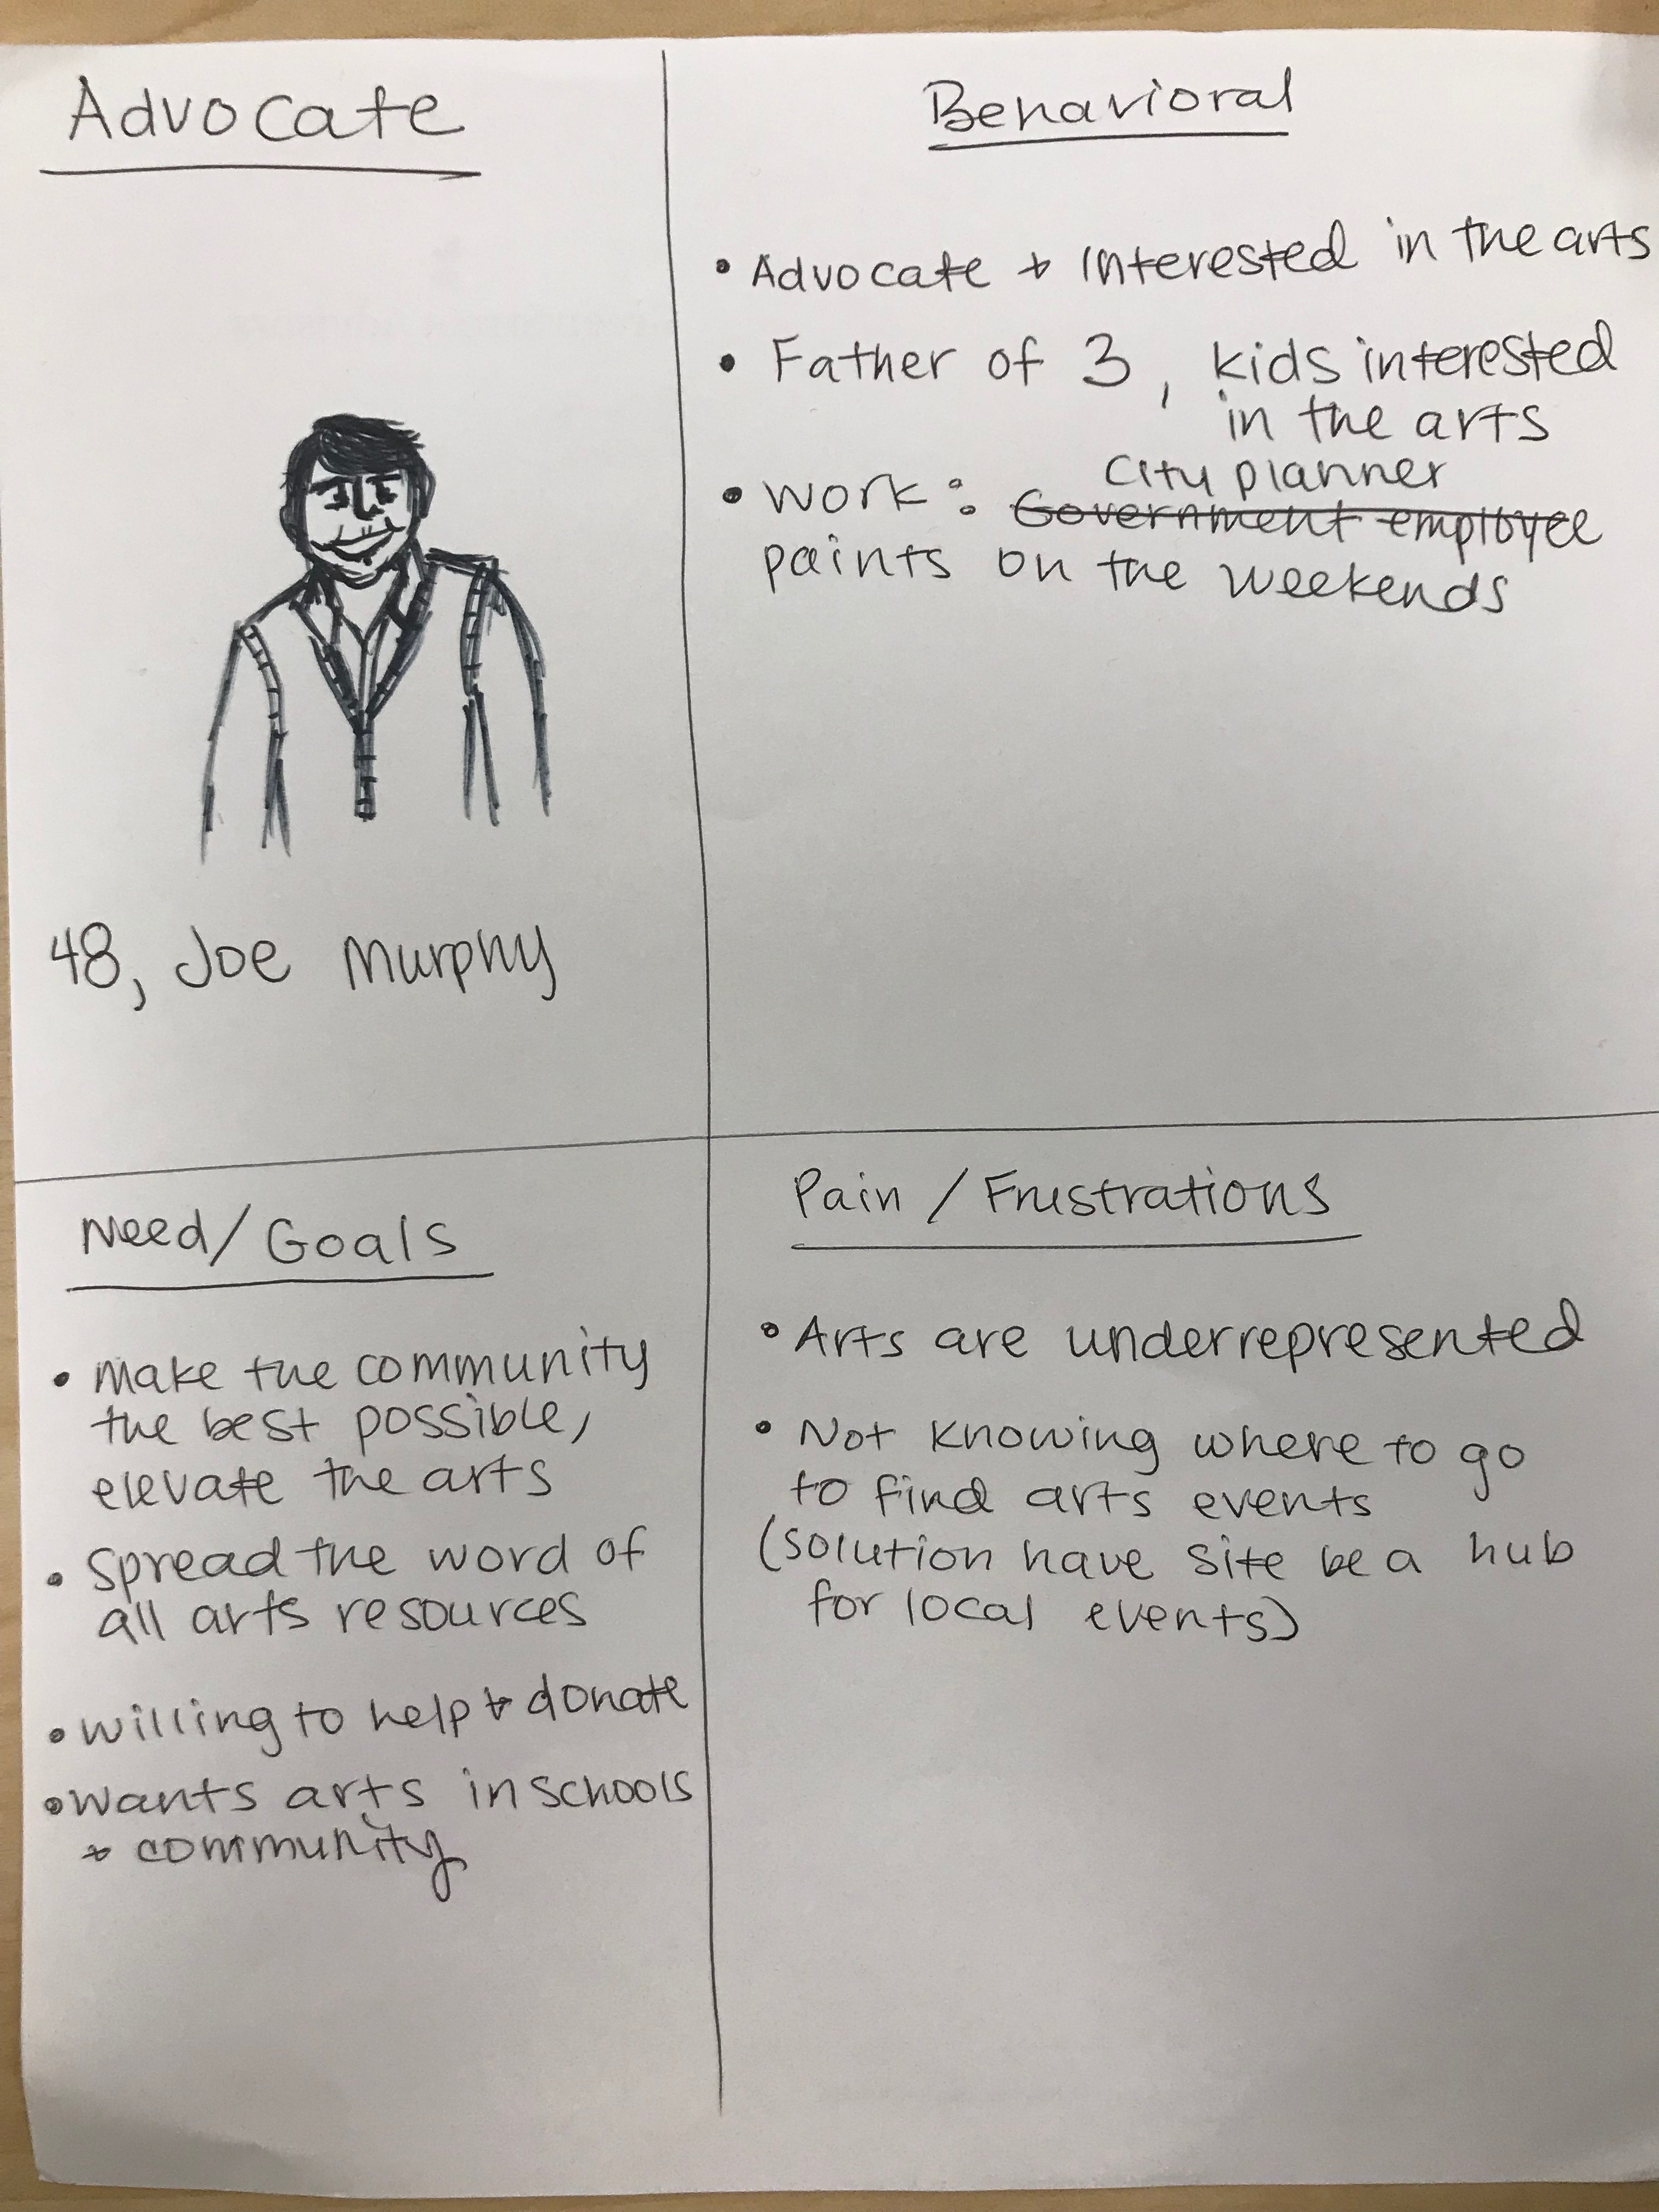 Advocate
48, Joe Murphy
Behavioral
• Advocate + Interested in the arts
• Father of 3, kids interested
in the arts
City planner
• Work: Government employee
paints on the weekends
Need/Goals
• Make the community
the best possible,
elevate the arts
• Spread the word of
all arts resources
• willing to help + donate
• wants arts in schools
+ community
Pain / Frustrations
• Arts are underrepresented
• Not knowing where to go
to find arts events
(solution have site be a hub
for local events)